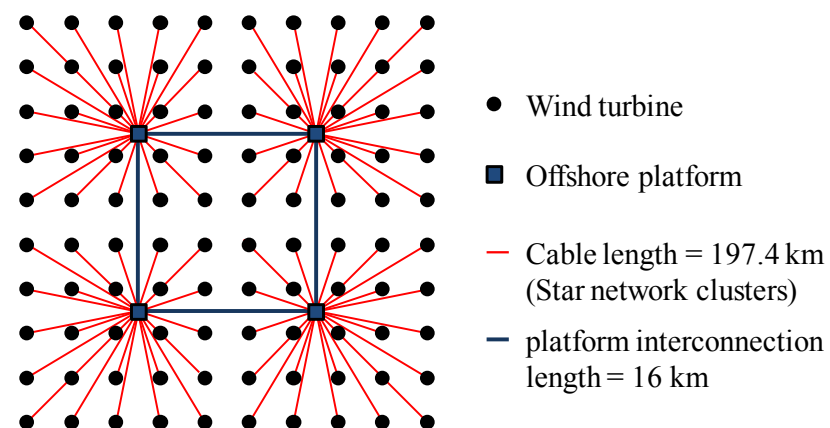 Wind turbine
Offshore platform
Cable length = 197.4 km
(Star network clusters)
platform interconnection
length = 16 km